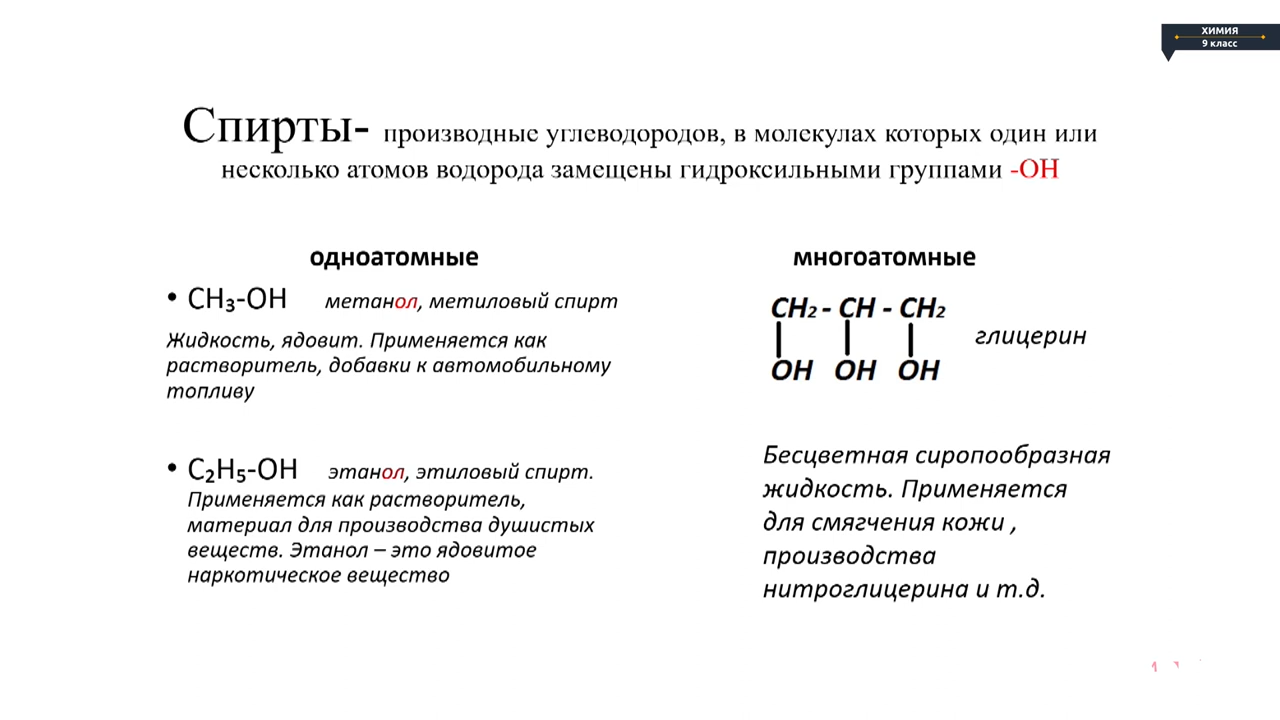 ХИМИЯ
9 класс
Спирты- производные углеводородов, в молекулах которых один или
несколько атомов водорода замещены гидроксильными группами -ОН
одноатомные
• CH₃-OH метанол, метиловый спирт
Жидкость, ядовит. Применяется как
растворитель, добавки к автомобильному
топливу
• C₂H₅-OH этанол, этиловый спирт.
Применяется как растворитель,
материал для производства душистых
веществ. Этанол – это ядовитое
наркотическое вещество
многоатомные
CH₂ - CH - CH₂
OH OH OH
глицерин
Бесцветная сиропообразная
жидкость. Применяется
для смягчения кожи ,
производства
нитроглицерина и т.д.